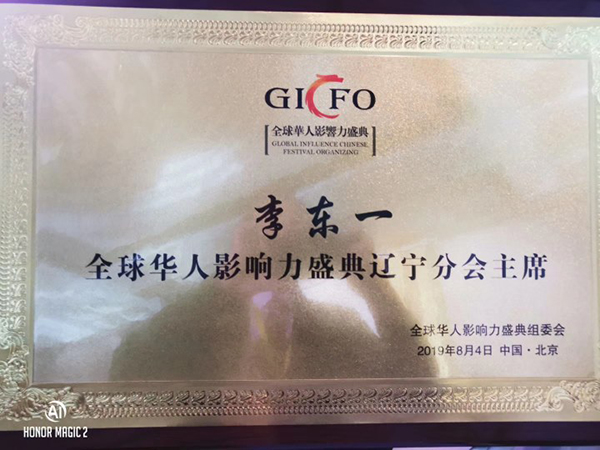 GICFO
全球華人影響力盛典
GLOBAL INFLUENCE CHINESE
FESTIVAL ORGANIZING
李东一
全球华人影响力盛典辽宁分会主席
全球华人影响力盛典组委会
2019年8月4日 中国·北京
AI
HONOR MAGIC 2